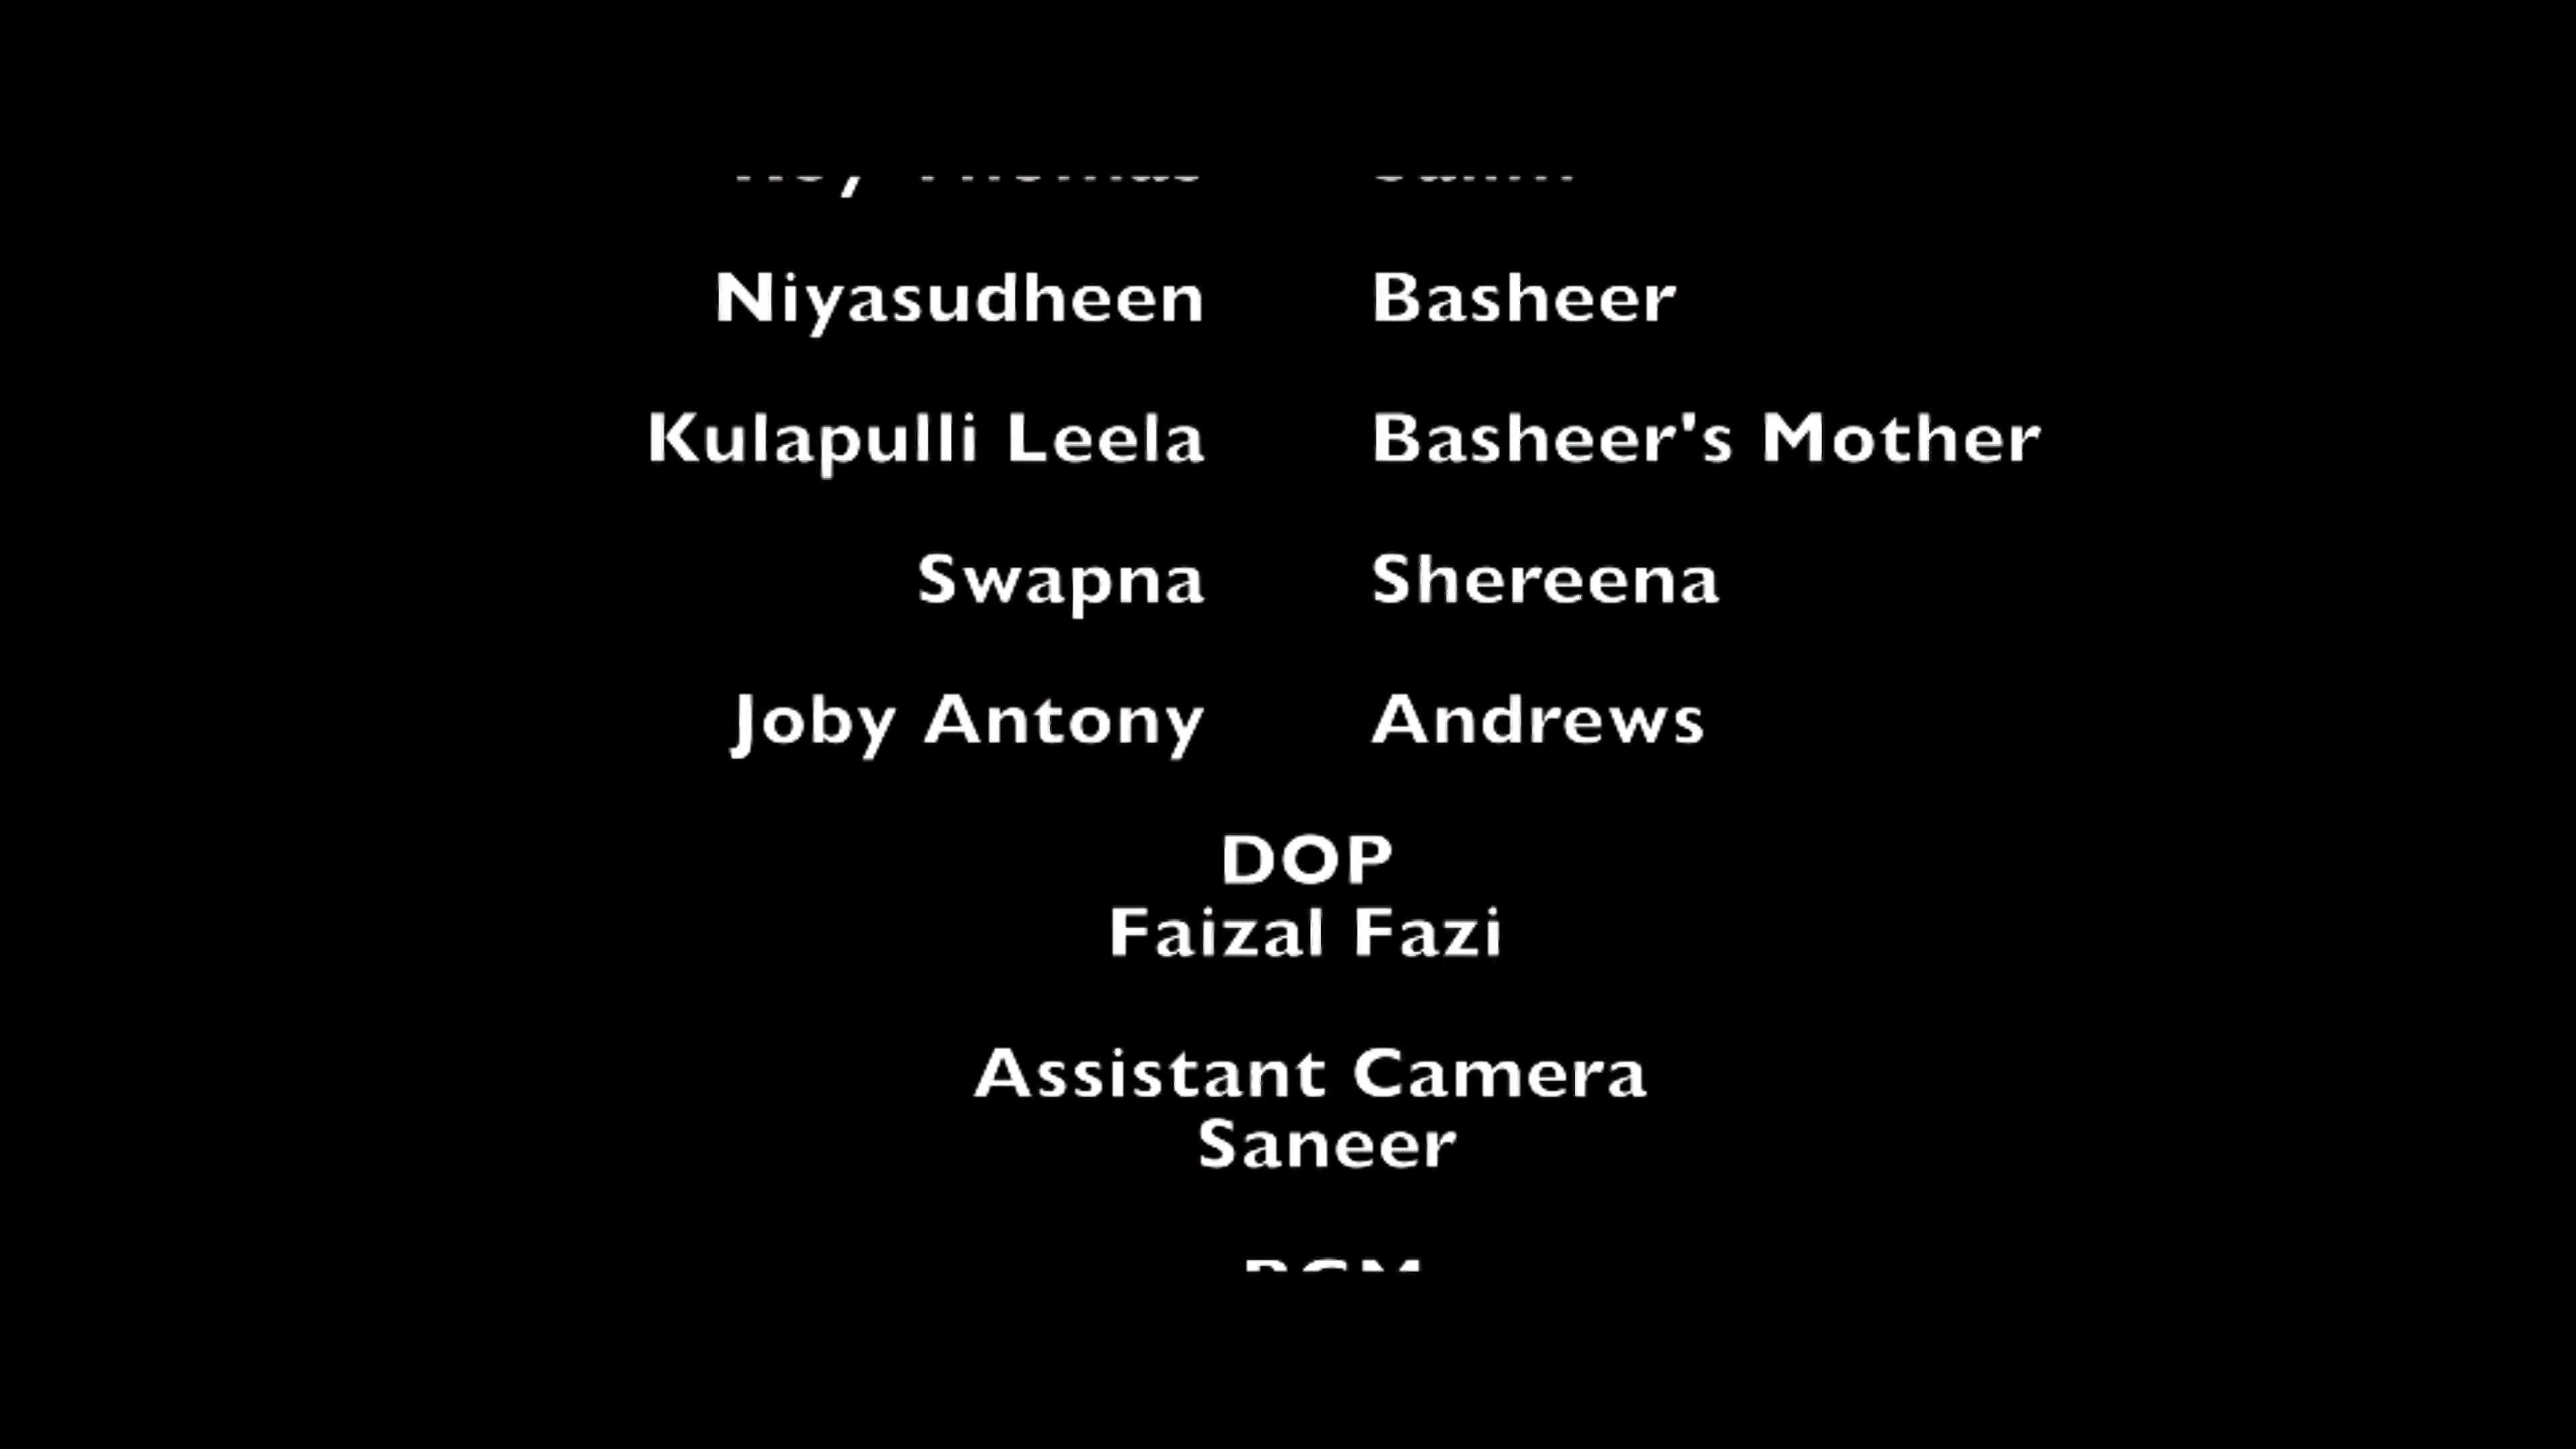 Niyasudheen Basheer
Kulapulli Leela Basheer's Mother
Swapna Shereena
Joby Antony Andrews
DOP
Faizal Fazi
Assistant Camera
Saneer